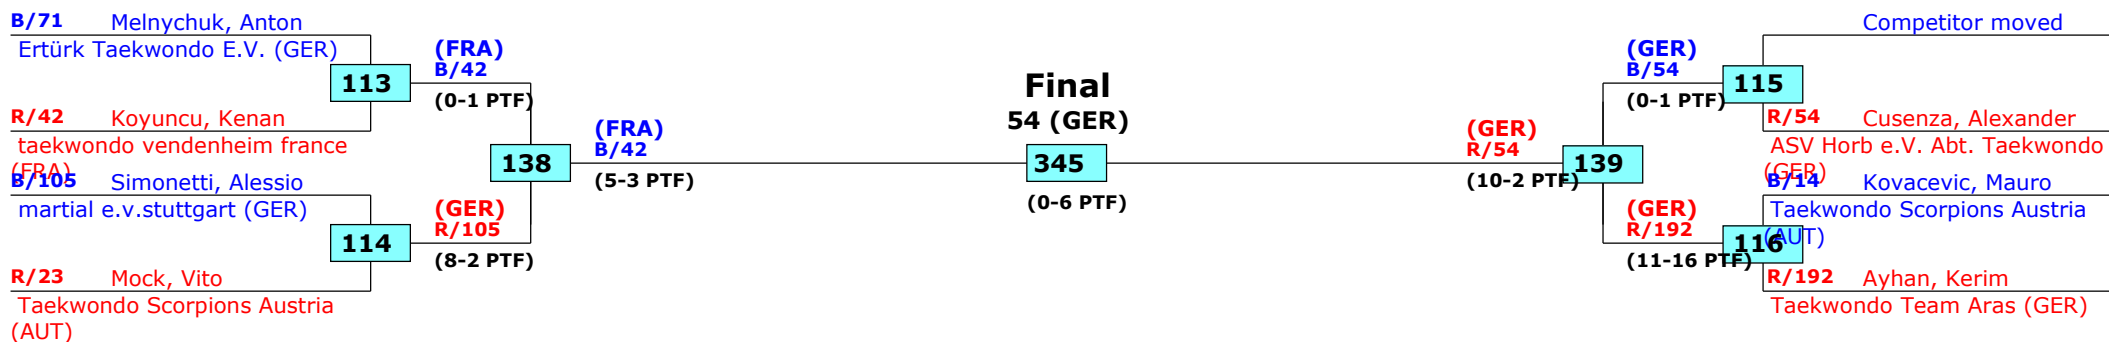 B/71 Melnychuk, Anton
Ertürk Taekwondo E.V. (GER)
113
R/42 Koyuncu, Kenan
taekwondo vendenheim france
(FRA)
(FRA)
B/42
(0-1 PTF)
B/105 Simonetti, Alessio
martial e.v.stuttgart (GER)
114
R/23 Mock, Vito
Taekwondo Scorpions Austria
(AUT)
(GER)
R/105
(8-2 PTF)
138
(FRA)
B/42
(5-3 PTF)
Final
54 (GER)
345
(0-6 PTF)
(GER)
R/54
(10-2 PTF)
139
(GER)
B/54
(0-1 PTF)
115
Competitor moved
R/54 Cusenza, Alexander
ASV Horb e.V. Abt. Taekwondo
(GER)
(GER)
R/192
(11-16 PTF)
116
B/14 Kovacevic, Mauro
Taekwondo Scorpions Austria
(AUT)
R/192 Ayhan, Kerim
Taekwondo Team Aras (GER)